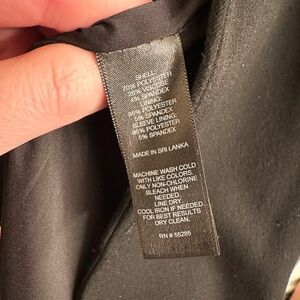 SHELL:
70% POLYESTER
26% VISCOSE
4% SPANDEX
LINING:
95% POLYESTER
5% SPANDEX
SLEEVE LINING:
95% POLYESTER
5% SPANDEX
MADE IN SRI LANKA
MACHINE WASH COLD
WITH LIKE COLORS.
ONLY NON-CHLORINE
BLEACH WHEN
NEEDED.
LINE DRY.
COOL IRON IF NEEDED.
FOR BEST RESULTS
DRY CLEAN.
RN # 55285